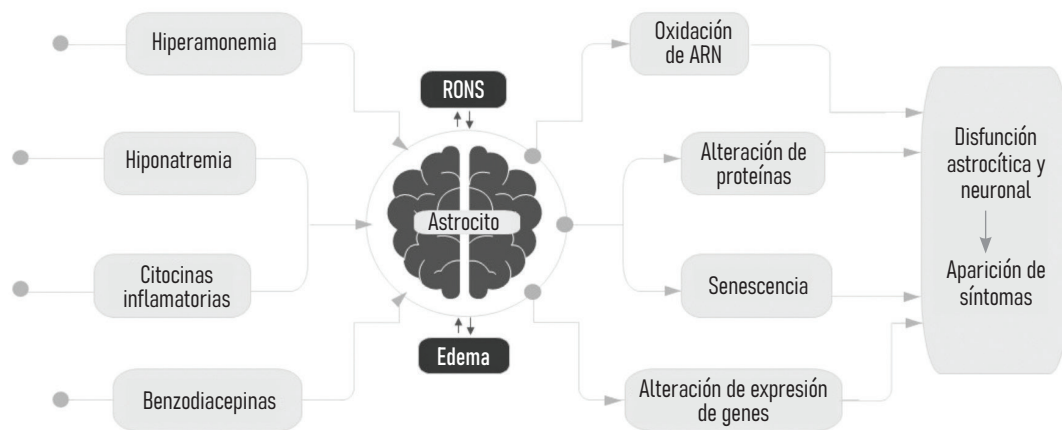 Hiperamonemia
Hiponatremia
Citocinas
inflamatorias
Benzodiacepinas
RONS
Astrocito
Edema
Oxidación
de ARN
Alteración de
proteínas
Senescencia
Alteración de expresión
de genes
Disfunción
astrocítica y
neuronal
Aparición de
síntomas